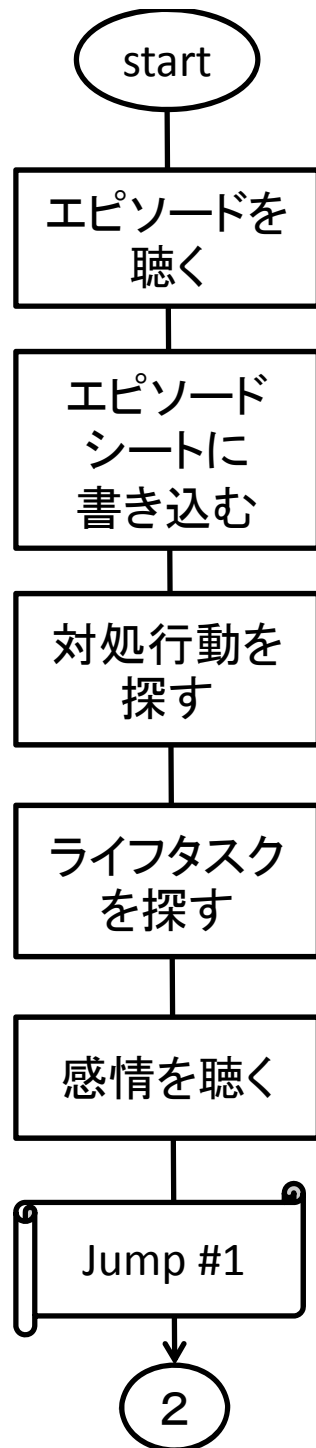 start
エピソードを
聴く
エピソード
シートに
書き込む
対処行動を
探す
ライフタスク
を探す
感情を聴く
Jump #1
２